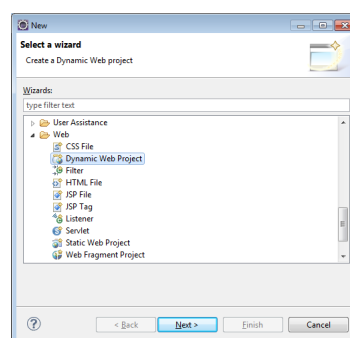 New
Select a wizard
Create a Dynamic Web project
Wizards:
type filter text
User Assistance
Web
CSS File
Dynamic Web Project
Filter
HTML File
JSP File
JSP Tag
Listener
Servlet
Static Web Project
Web Fragment Project
? < Back Next > Finish Cancel